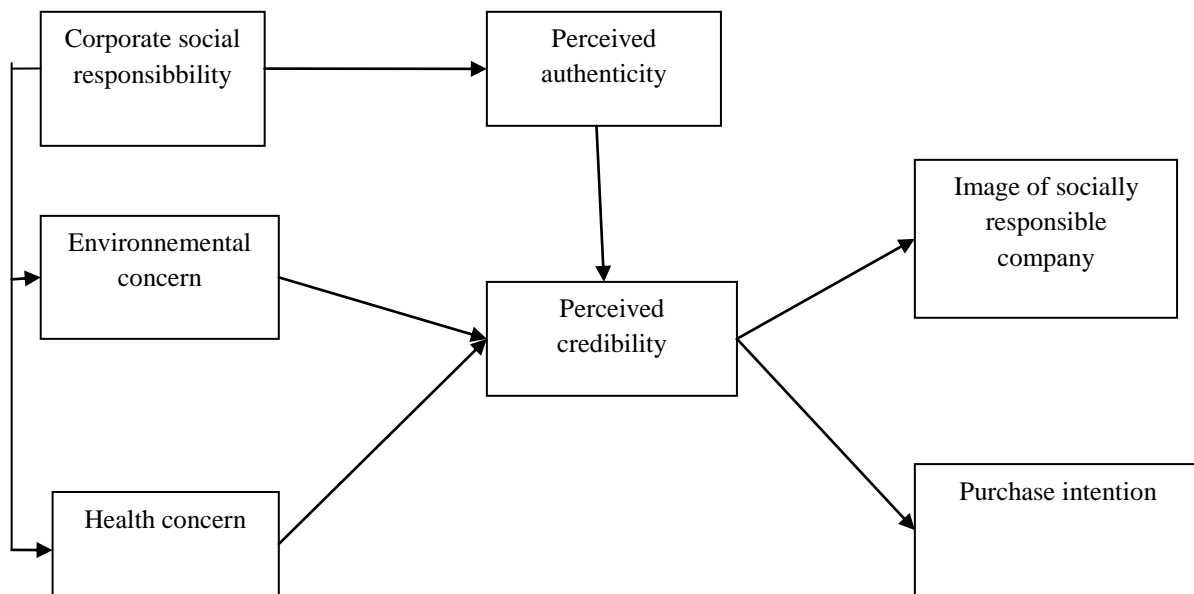 Corporate social
responsibbility
Perceived
authenticity
Image of socially
responsible
company
Environnemental
concern
Perceived
credibility
Health concern
Purchase intention